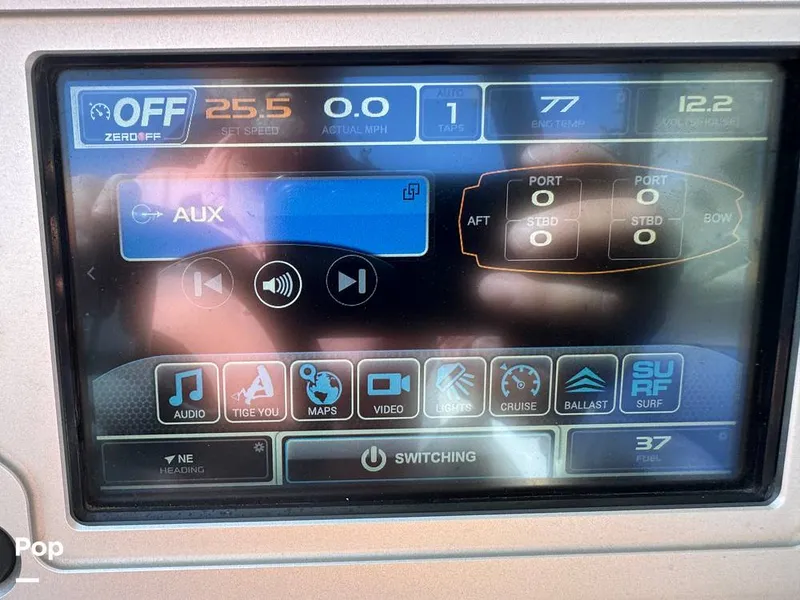 OFF 25.5 0.0 AUTO 1 77 12.2
ZEROOFF SET SPEED ACTUAL MPH TAPS ENG TEMP
AUX
AFT PORT 0 PORT 0 BOW
STBD 0 STBD 0
AUDIO TIGE YOU MAPS VIDEO LIGHTS CRUISE BALLAST SURF
SU
RF
NE
HEADING
SWITCHING
37
FUEL
Pop